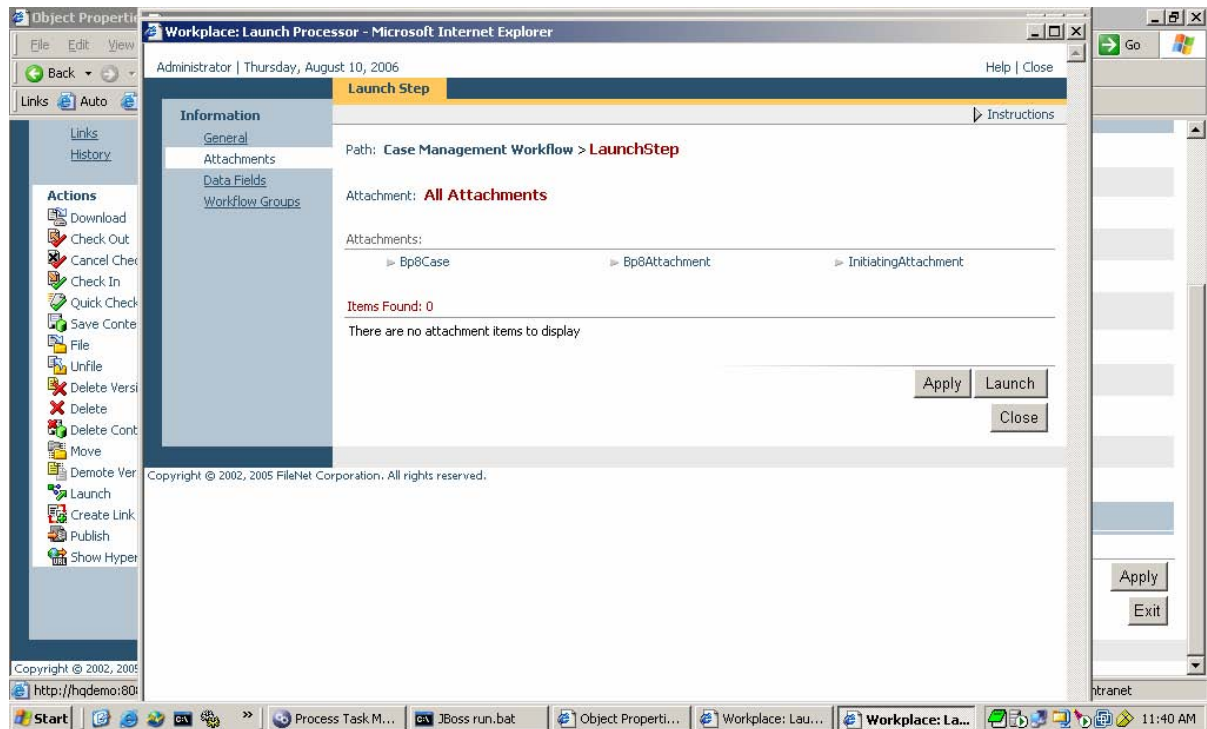 Object Properti
Workplace: Launch Processor - Microsoft Internet Explorer
File Edit View
Go
Back
Administrator | Thursday, August 10, 2006
Help | Close
Links Auto
Launch Step
Information
Instructions
Links
General
History
Attachments
Path: Case Management Workflow > LaunchStep
Data Fields
Actions
Workflow Groups
Attachment: All Attachments
Download
Check Out
Attachments:
Cancel Chec
Bp8Case Bp8Attachment InitiatingAttachment
Check In
Quick Check
Items Found: 0
Save Conte
There are no attachment items to display
File
Unfile
Delete Versi
Apply Launch
Delete
Close
Delete Cont
Move
Demote Ver
Copyright © 2002, 2005 FileNet Corporation. All rights reserved.
Launch
Create Link
Publish
Show Hyper
Apply
Exit
Copyright © 2002, 2005
http://hqdemo:80
ntranet
Start » Process Task M... JBoss run.bat Object Properti... Workplace: Lau... Workplace: La... 11:40 AM